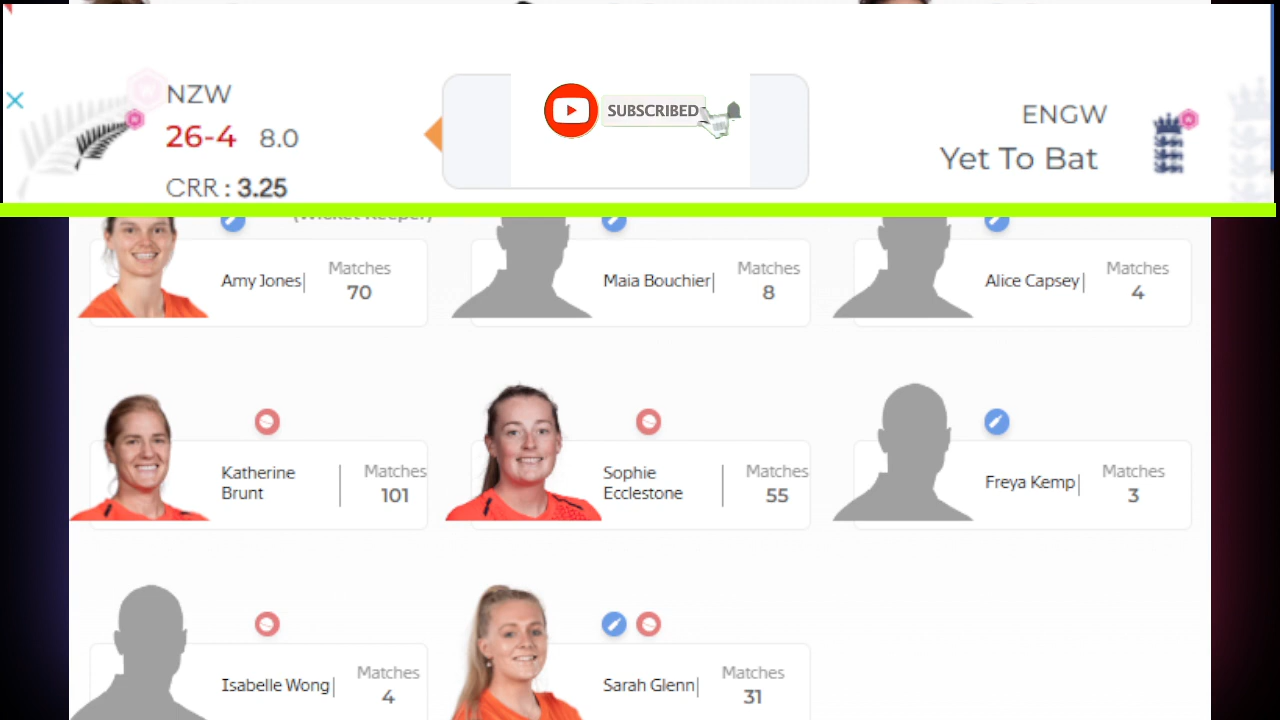 NZW
26-4 8.0
CRR : 3.25
SUBSCRIBED
ENGW
Yet To Bat
(Wicket Keeper)
Amy Jones
Matches
70
Maia Bouchier
Matches
8
Alice Capsey
Matches
4
Katherine
Brunt
Matches
101
Sophie
Ecclestone
Matches
55
Freya Kemp
Matches
3
Isabelle Wong
Matches
4
Sarah Glenn
Matches
31